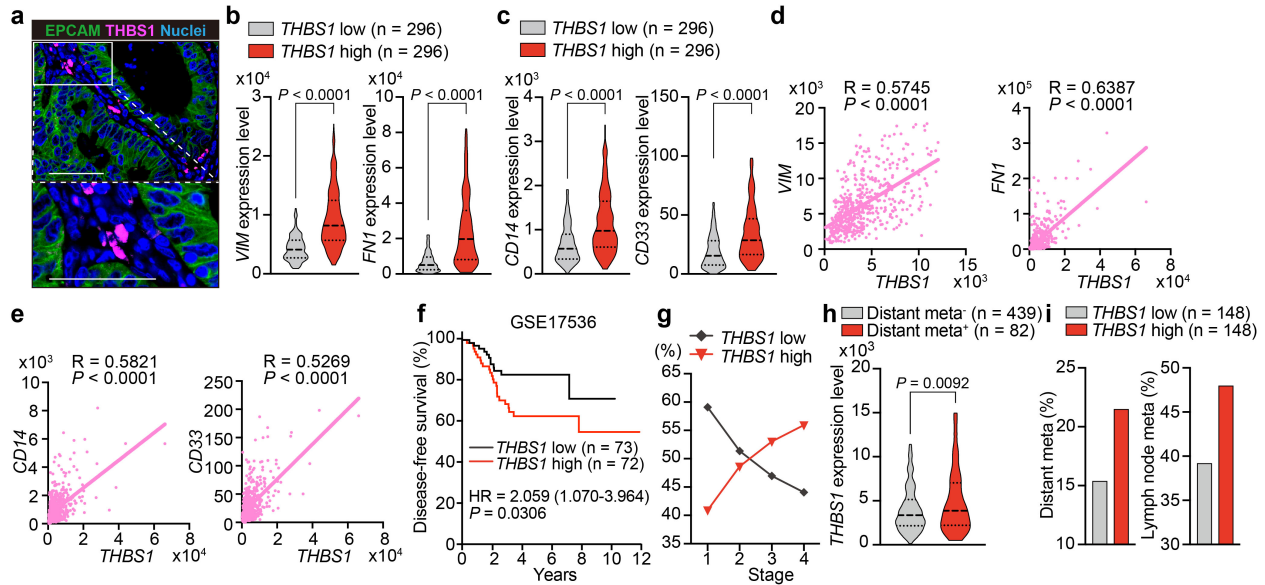 a
EPCAM THBS1 Nuclei
b
THBS1 low (n = 296)
THBS1 high (n = 296)
x10⁴
VIM expression level
P < 0.0001
3
2
1
0
x10⁴
FN1 expression level
P < 0.0001
10
8
6
4
2
0
c
THBS1 low (n = 296)
THBS1 high (n = 296)
x10³
CD14 expression level
P < 0.0001
4
3
2
1
0
CD33 expression level
P < 0.0001
150
100
50
0
d
x10³
R = 0.5745
P < 0.0001
VIM
20
15
10
5
0
0 5 10 15
THBS1 x10³
x10⁵
R = 0.6387
P < 0.0001
FN1
4
3
2
1
0
0 2 4 6 8
THBS1 x10⁴
e
x10³
R = 0.5821
P < 0.0001
CD14
10
8
6
4
2
0
0 2 4 6 8
THBS1 x10⁴
R = 0.5269
P < 0.0001
CD33
250
200
150
100
50
0
0 2 4 6 8
THBS1 x10⁴
f
GSE17536
Disease-free survival (%)
100
80
60
40
20
0
THBS1 low (n = 73)
THBS1 high (n = 72)
HR = 2.059 (1.070-3.964)
P = 0.0306
0 2 4 6 8 10 12
Years
g
THBS1 low
THBS1 high
(%)
65
60
55
50
45
40
35
1 2 3 4
Stage
h
Distant meta⁻ (n = 439)
Distant meta⁺ (n = 82)
x10³
THBS1 expression level
P = 0.0092
20
15
10
5
0
i
THBS1 low (n = 148)
THBS1 high (n = 148)
Distant meta (%)
25
20
15
10
Lymph node meta (%)
50
45
40
35
30